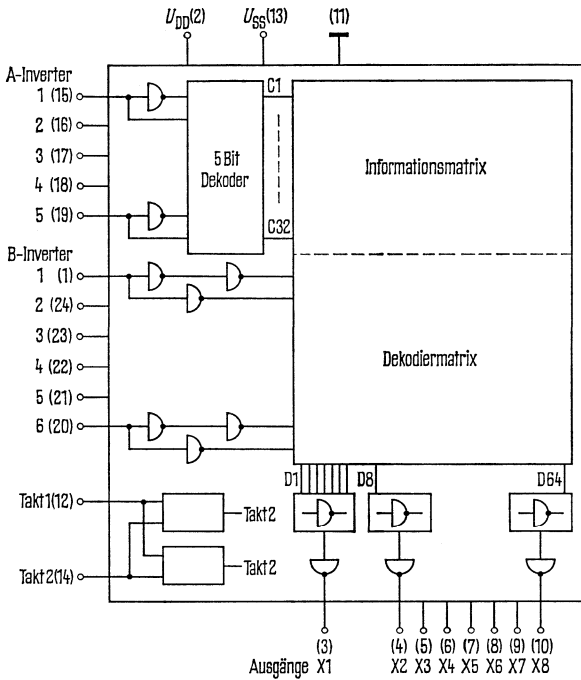 UDD(2) USS(13) (11)
A-Inverter
1 (15)
2 (16)
3 (17)
4 (18)
5 (19)
C1
5 Bit
Dekoder
C32
Informationsmatrix
B-Inverter
1 (1)
2 (24)
3 (23)
4 (22)
5 (21)
6 (20)
Dekodiermatrix
D1 D8 D64
Takt1(12)
Takt2
Takt2(14)
Takt2
(3) (4) (5) (6) (7) (8) (9) (10)
Ausgänge X1 X2 X3 X4 X5 X6 X7 X8